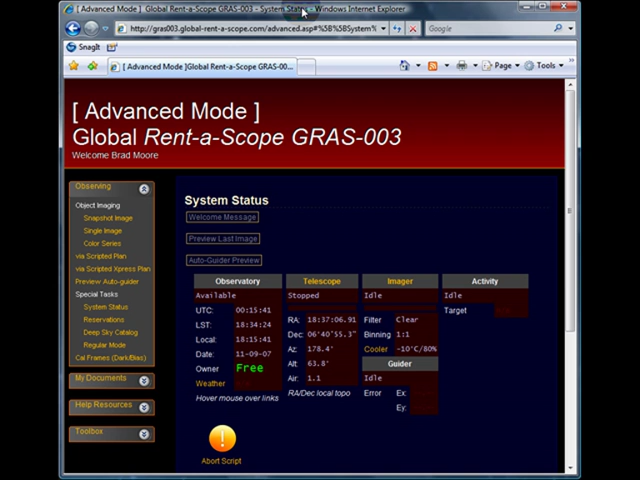 [ Advanced Mode ] Global Rent-a-Scope GRAS-003 - System Status - Windows Internet Explorer
http://gras003.global-rent-a-scope.com/advanced.asp#%5B%5BSystem%
Google
SnagIt
[ Advanced Mode ]Global Rent-a-Scope GRAS-00...
Page
Tools
[ Advanced Mode ]
Global Rent-a-Scope GRAS-003
Welcome Brad Moore
Observing
Object Imaging
Snapshot Image
Single Image
Color Series
via Scripted Plan
via Scripted Xpress Plan
Preview Auto-guider
Special Tasks
System Status
Reservations
Deep Sky Catalog
Regular Mode
Cal Frames (Dark/Bias)
My Documents
Help Resources
Toolbox
System Status
Welcome Message
Preview Last Image
Auto-Guider Preview
Observatory Telescope Imager Activity
Available Stopped Idle Idle
UTC: 00:15:41
LST: 18:34:24
Local: 18:15:41
Date: 11-09-07
Owner Free
Weather
Hover mouse over links
RA: 18:37:06.91
Dec: 06°40'55.3"
Az: 178.4°
Alt: 63.8°
Air: 1.1
RA/Dec local topo
Filter Clear
Binning 1:1
Cooler -10°C/80%
Guider
Idle
Error Ex:
Ey:
Target
Abort Script